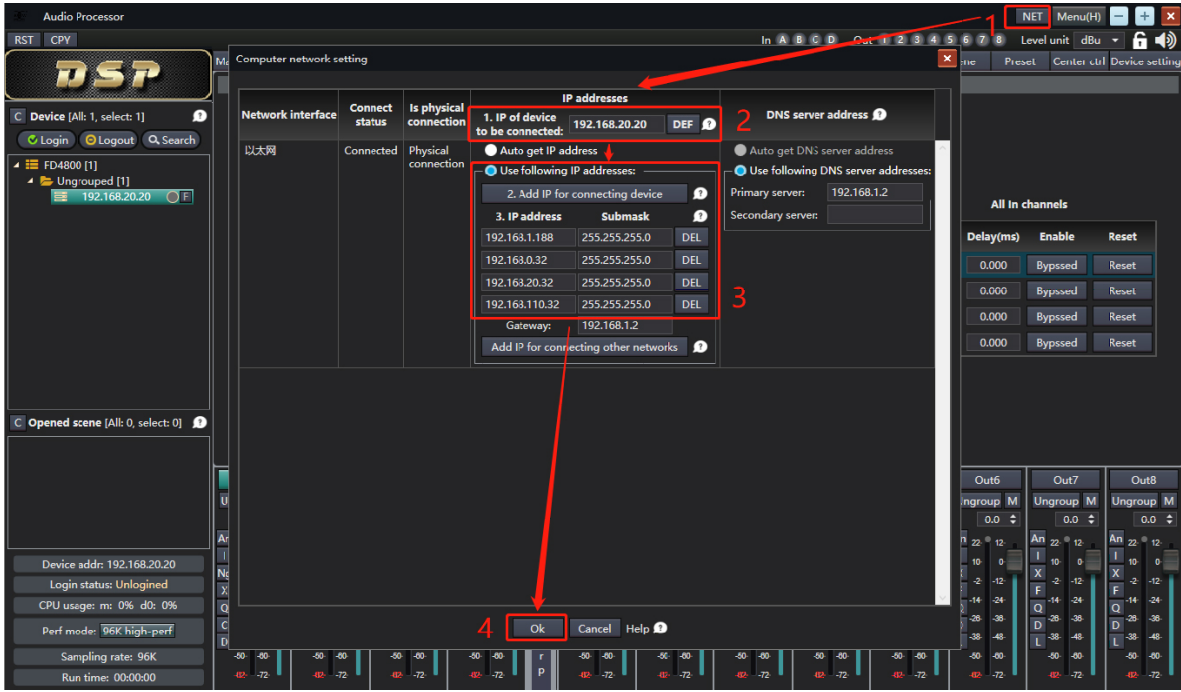 Audio Processor
NET Menu(H)
1
RST CPY
In A B C D Out 1 2 3 4 5 6 7 8 Level unit dBu
DSP
Computer network setting
Preset Center ctrl Device setting
C Device [All: 1, select: 1]
Login Logout Search
FD4800 [1]
Ungrouped [1]
192.168.20.20 F
Network interface
Connect status
Is physical connection
IP addresses
1. IP of device to be connected: 192.168.20.20 DEF
2
DNS server address
以太网
Connected
Physical connection
Auto get IP address
Use following IP addresses:
2. Add IP for connecting device
3. IP address Submask
192.163.1.188 255.255.255.0 DEL
192.163.0.32 255.255.255.0 DEL
192.163.20.32 255.255.255.0 DEL
192.163.110.32 255.255.255.0 DEL
3
Gateway: 192.168.1.2
Add IP for connecting other networks
Auto get DNS server address
Use following DNS server addresses:
Primary server: 192.168.1.2
Secondary server:
All In channels
Delay(ms) Enable Reset
0.000 Bypssed Reset
0.000 Bypssed Reset
0.000 Bypssed Reset
0.000 Bypssed Reset
C Opened scene [All: 0, select: 0]
Device addr: 192.168.20.20
Login status: Unlogined
CPU usage: m: 0% d0: 0%
Perf mode: 96K high-perf
Sampling rate: 96K
Run time: 00:00:00
4
Ok Cancel Help
Out6 Out7 Out8
Ungroup M Ungroup M
0.0 0.0 0.0